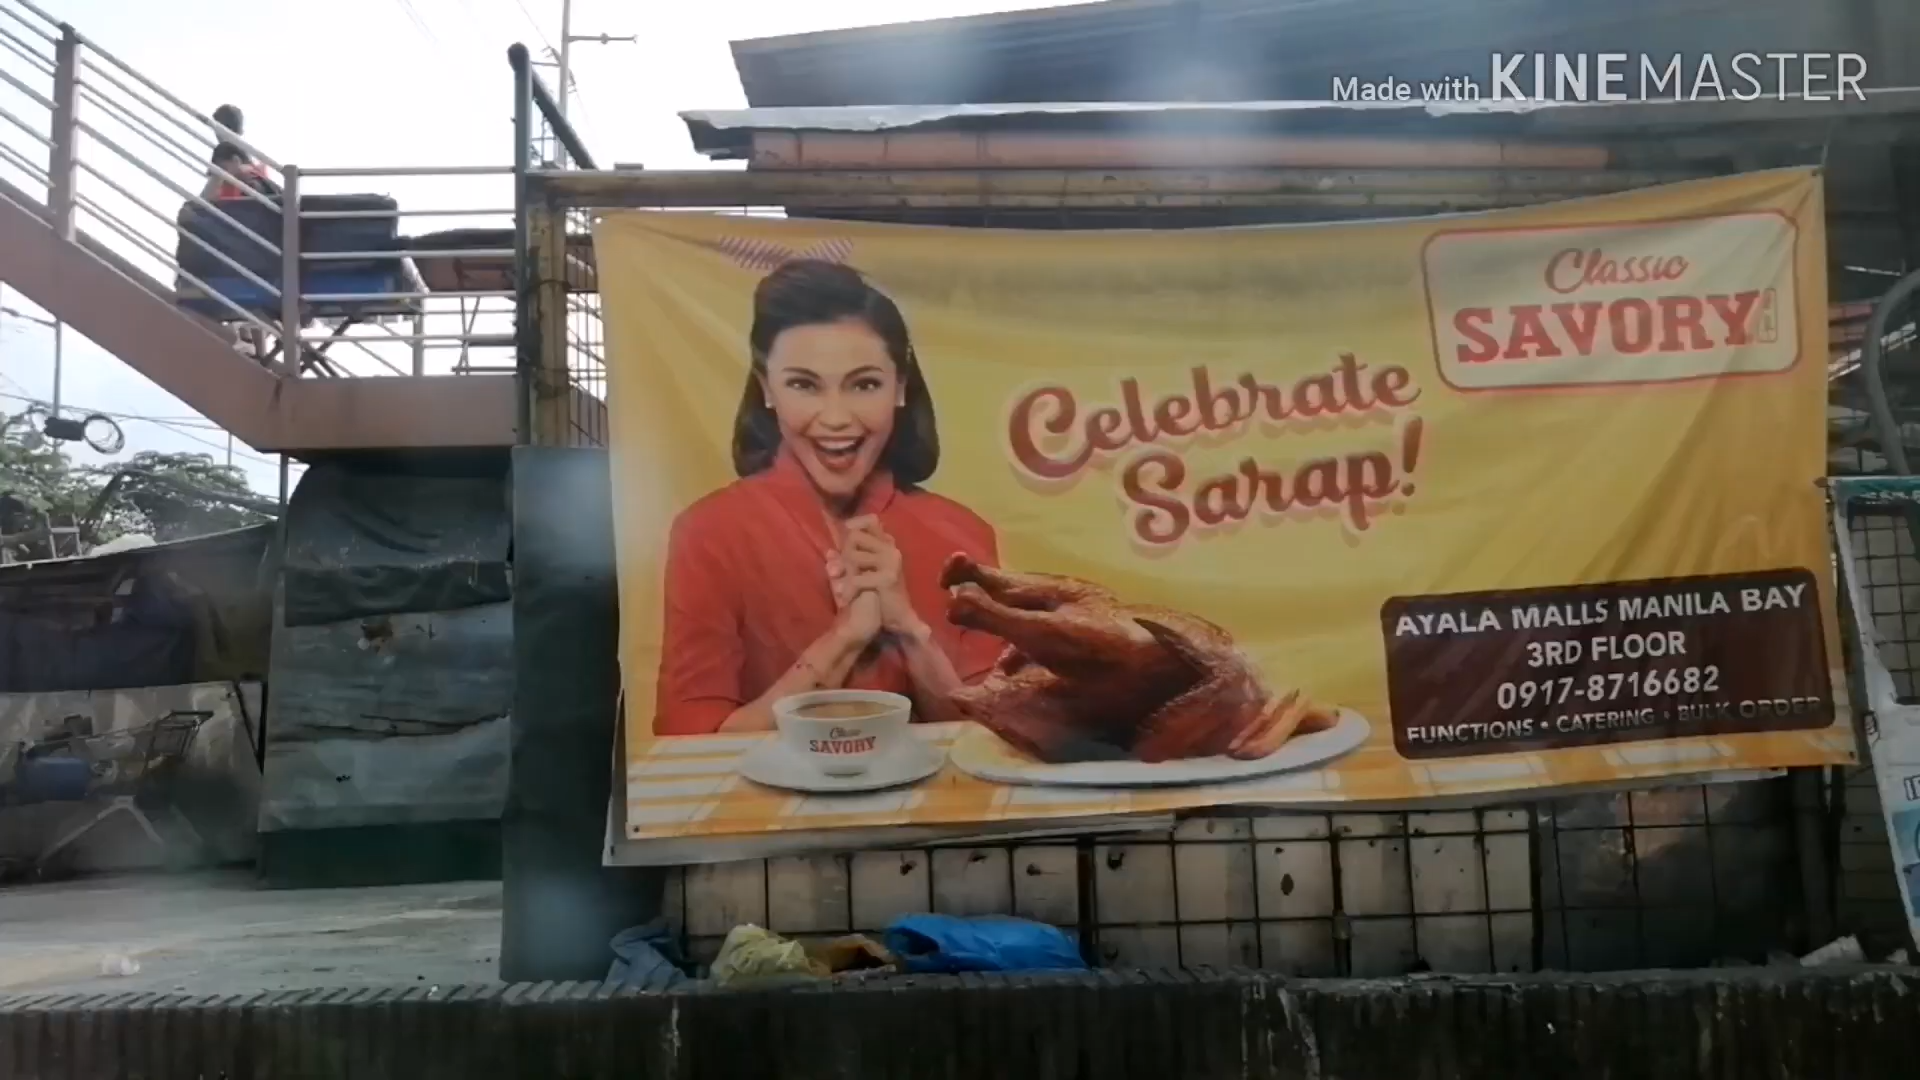 Made with KINEMASTER
Classic
SAVORY
Celebrate
Sarap!
AYALA MALLS MANILA BAY
3RD FLOOR
0917-8716682
FUNCTIONS • CATERING • BULK ORDER
Classic
SAVORY